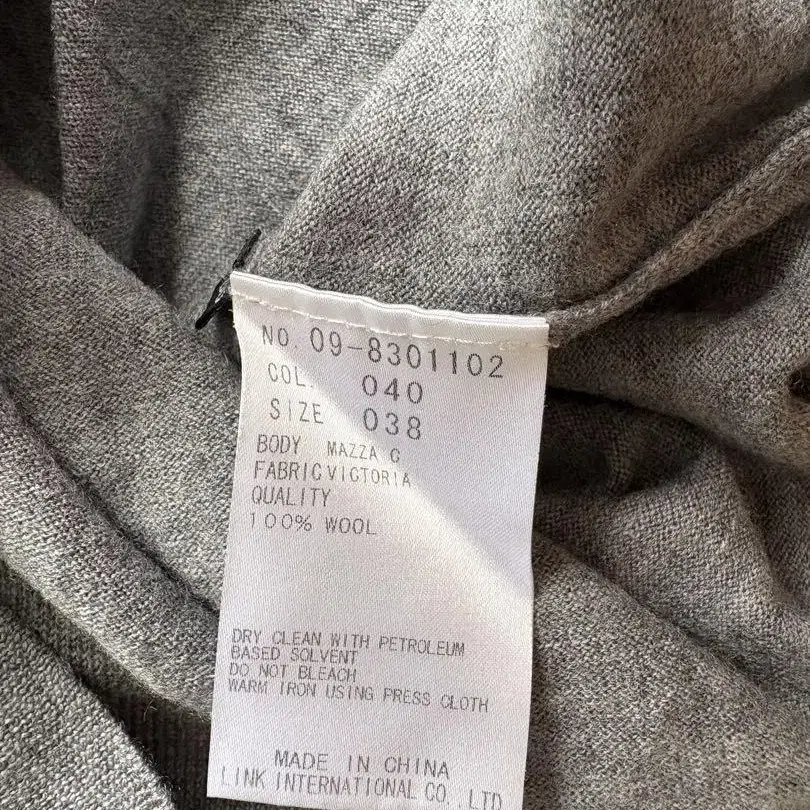 NO. 09-8301102
COL. 040
SIZE 038
BODY MAZZA C
FABRIC VICTORIA
QUALITY
100% WOOL
DRY CLEAN WITH PETROLEUM
BASED SOLVENT
DO NOT BLEACH
WARM IRON USING PRESS CLOTH
MADE IN CHINA
LINK INTERNATIONAL CO.,LTD